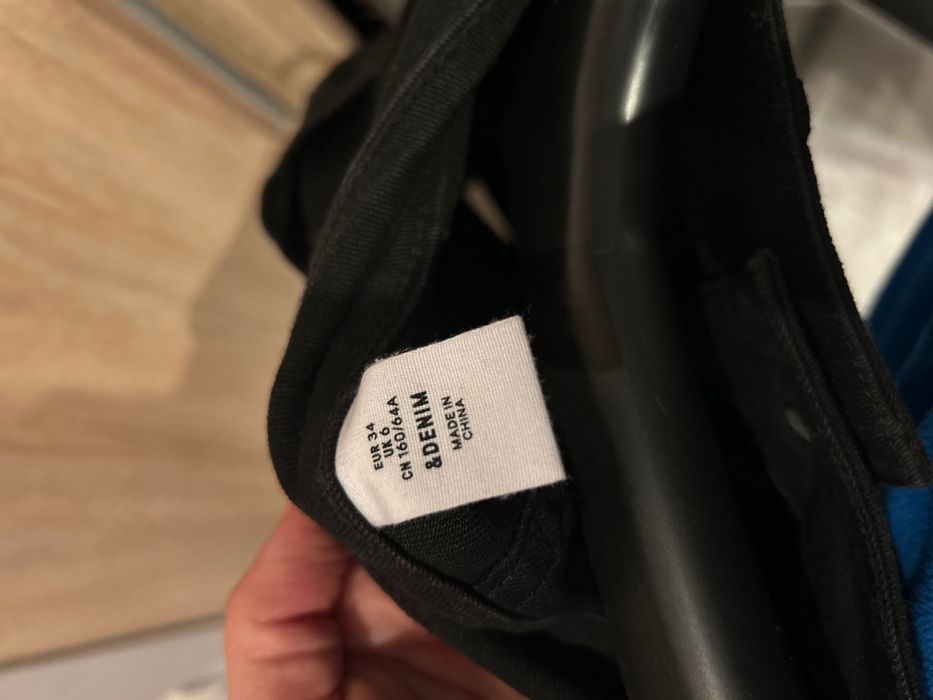 EUR 34
UK 6
CN 160/64A
&DENIM
MADE IN
CHINA